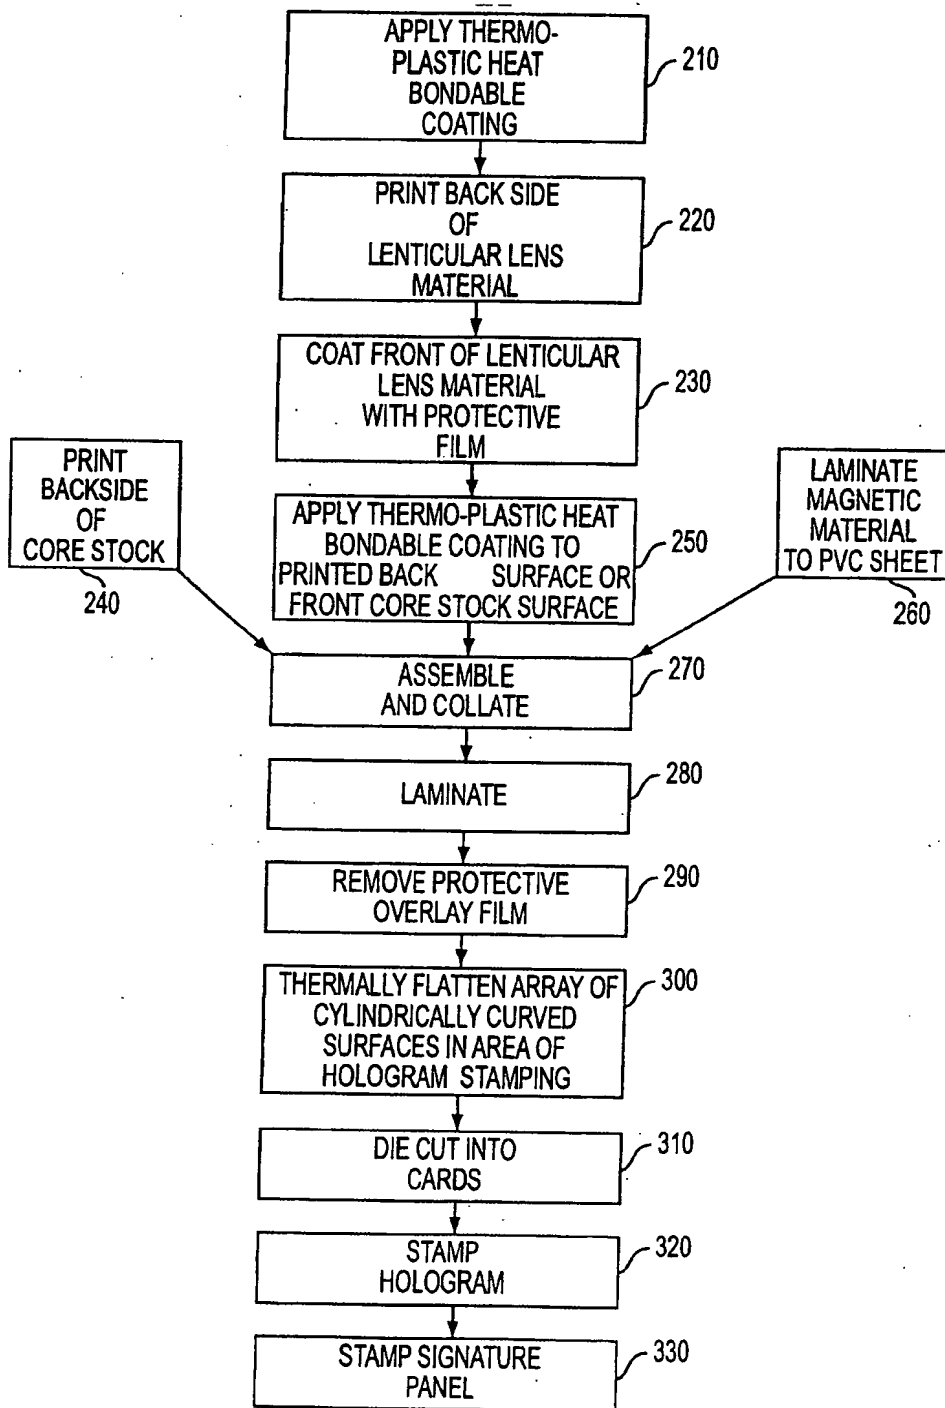 APPLY THERMO-
PLASTIC HEAT
BONDABLE
COATING
210
PRINT BACK SIDE
OF
LENTICULAR LENS
MATERIAL
220
COAT FRONT OF LENTICULAR
LENS MATERIAL
WITH PROTECTIVE
FILM
230
PRINT
BACKSIDE
OF
CORE STOCK
240
APPLY THERMO-PLASTIC HEAT
BONDABLE COATING TO
PRINTED BACK SURFACE OR
FRONT CORE STOCK SURFACE
250
LAMINATE
MAGNETIC
MATERIAL
TO PVC SHEET
260
ASSEMBLE
AND COLLATE
270
LAMINATE
280
REMOVE PROTECTIVE
OVERLAY FILM
290
THERMALLY FLATTEN ARRAY OF
CYLINDRICALLY CURVED
SURFACES IN AREA OF
HOLOGRAM STAMPING
300
DIE CUT INTO
CARDS
310
STAMP
HOLOGRAM
320
STAMP SIGNATURE
PANEL
330